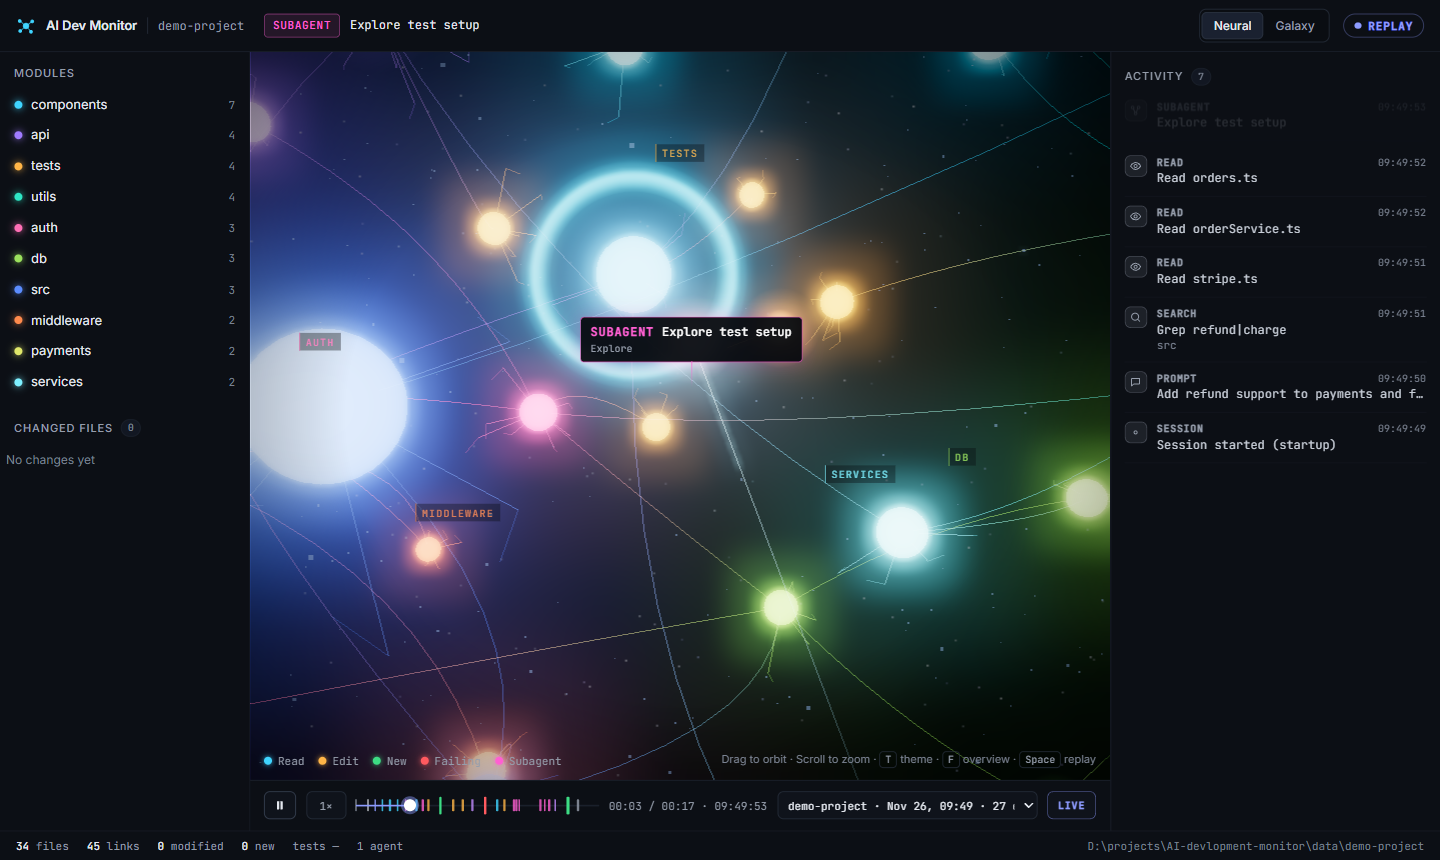 AI Dev Monitor demo-project SUBAGENT Explore test setup Neural Galaxy REPLAY
MODULES
components 7
api 4
tests 4
utils 4
auth 3
db 3
src 3
middleware 2
payments 2
services 2
CHANGED FILES 0
No changes yet
TESTS
SUBAGENT Explore test setup
Explore
AUTH
DB
SERVICES
MIDDLEWARE
Read Edit New Failing Subagent
Drag to orbit · Scroll to zoom · T theme · F overview · Space replay
ACTIVITY 7
SUBAGENT 09:49:53
Explore test setup
READ 09:49:52
Read orders.ts
READ 09:49:52
Read orderService.ts
READ 09:49:51
Read stripe.ts
SEARCH 09:49:51
Grep refund|charge
src
PROMPT 09:49:50
Add refund support to payments and f…
SESSION 09:49:49
Session started (startup)
1× 00:03 / 00:17 · 09:49:53 demo-project · Nov 26, 09:49 · 27 LIVE
34 files 45 links 0 modified 0 new tests — 1 agent D:\projects\AI-devlopment-monitor\data\demo-project